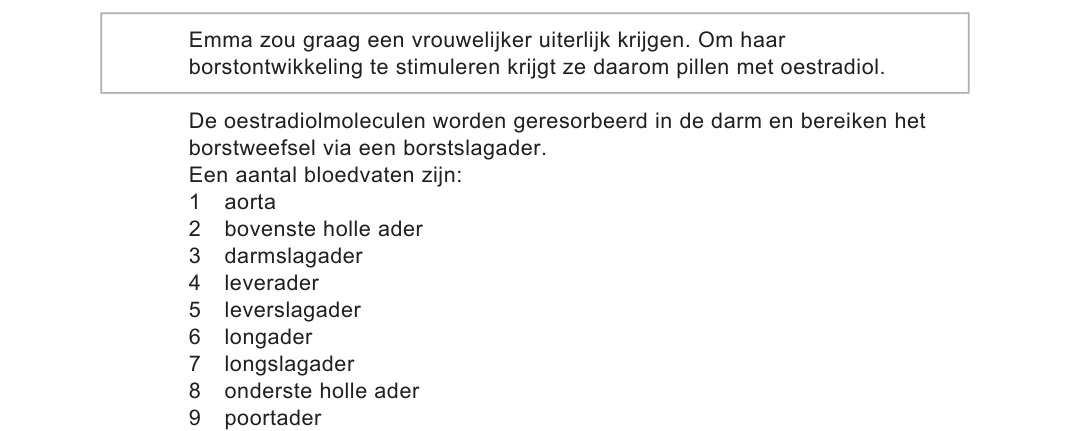 Emma zou graag een vrouwelijker uiterlijk krijgen. Om haar
borstontwikkeling te stimuleren krijgt ze daarom pillen met oestradiol.
De oestradiolmoleculen worden geresorbeerd in de darm en bereiken het
borstweefsel via een borstslagader.
Een aantal bloedvaten zijn:
1 aorta
2 bovenste holle ader
3 darmslagader
4 leverader
5 leverslagader
6 longader
7 longslagader
8 onderste holle ader
9 poortader